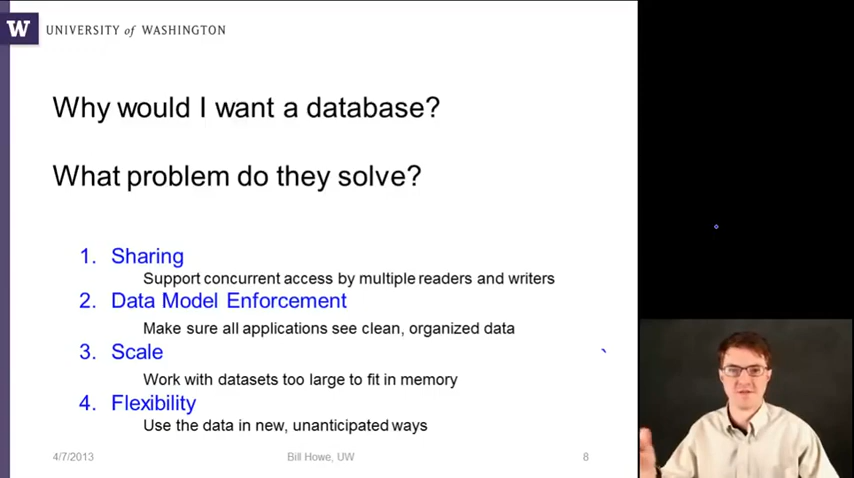 W
UNIVERSITY of WASHINGTON
Why would I want a database?
What problem do they solve?
1. Sharing
Support concurrent access by multiple readers and writers
2. Data Model Enforcement
Make sure all applications see clean, organized data
3. Scale
Work with datasets too large to fit in memory
4. Flexibility
Use the data in new, unanticipated ways
4/7/2013 Bill Howe, UW 8